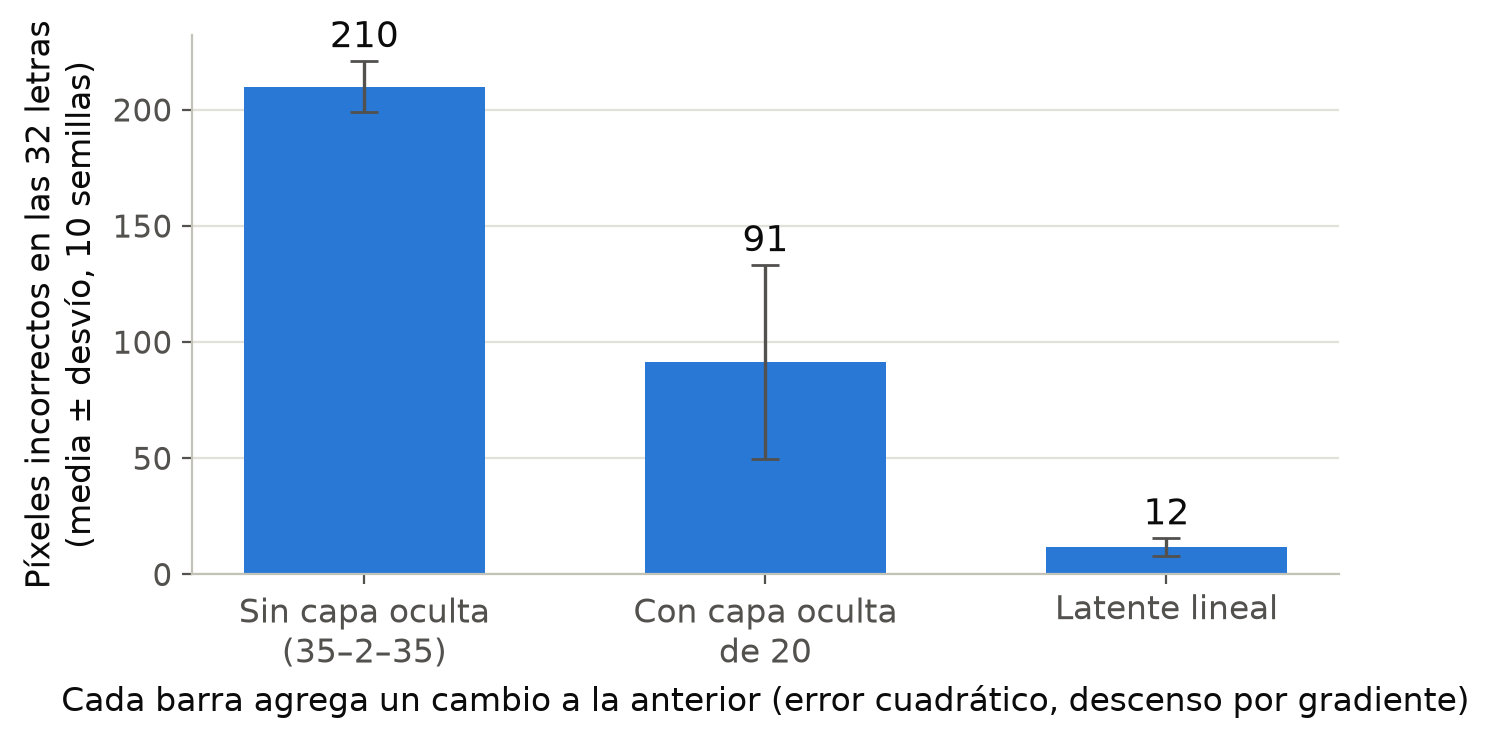 Píxeles incorrectos en las 32 letras
(media ± desvío, 10 semillas)
210
91
12
200
150
100
50
0
Sin capa oculta
(35–2–35)
Con capa oculta
de 20
Latente lineal
Cada barra agrega un cambio a la anterior (error cuadrático, descenso por gradiente)